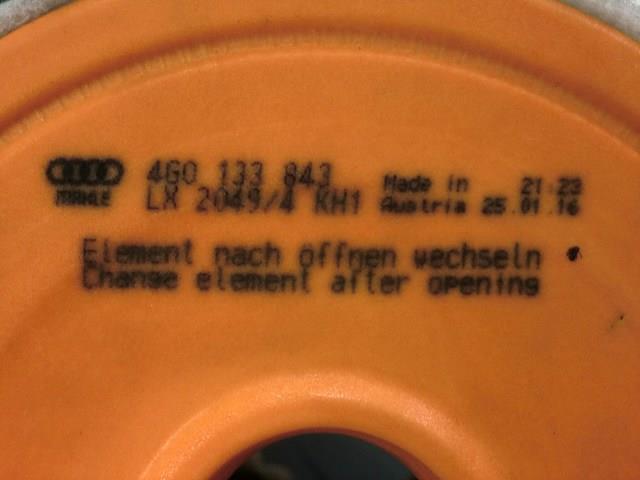 4G0 133 843 Made in 21:23
MAHLE LX 2049/4 KH1 Austria 25.01.16
Element nach öffnen wechseln
Change element after opening